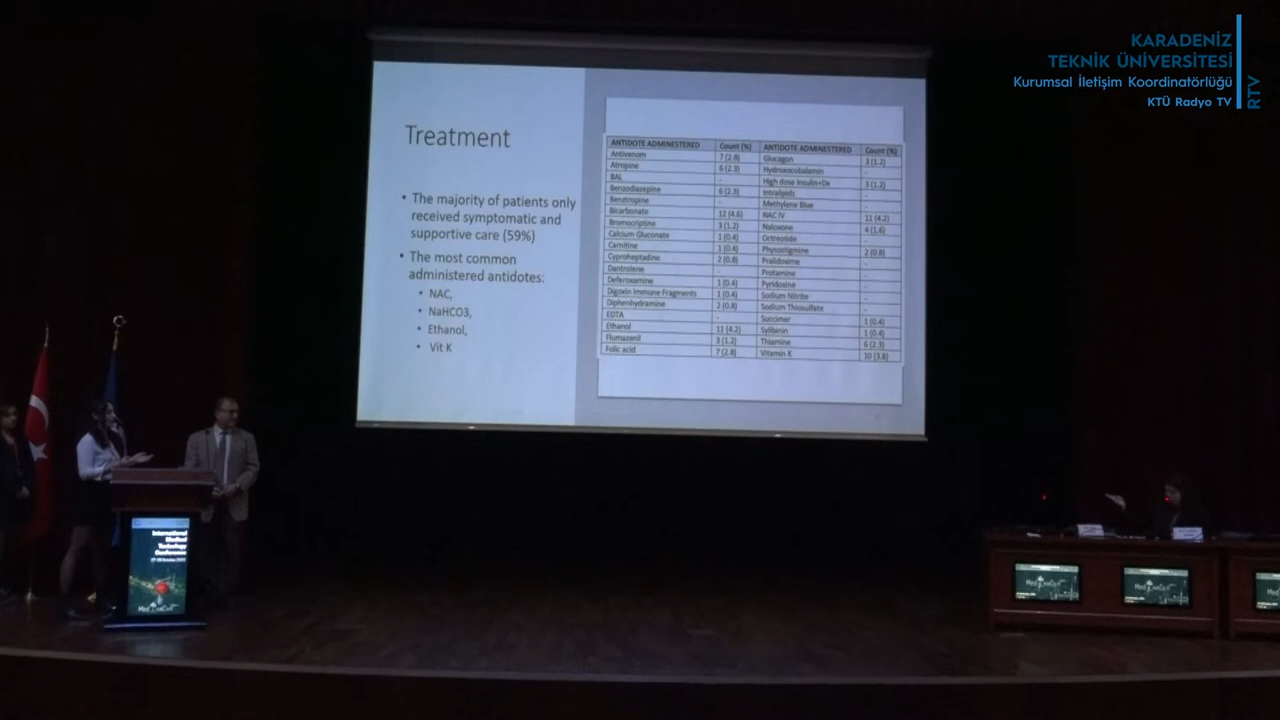 KARADENİZ
TEKNİK ÜNİVERSİTESİ
Kurumsal İletişim Koordinatörlüğü
KTÜ Radyo TV
RTV
Treatment
• The majority of patients only
received symptomatic and
supportive care (59%)
• The most common
administered antidotes:
• NAC,
• NaHCO3,
• Ethanol,
• Vit K
ANTIDOTE ADMINESTERED Count (%) ANTIDOTE ADMINESTERED Count (%)
Antivenom 7 (2.8) Glucagon 3 (1.2)
Atropine 6 (2.3) Hydroxocobalamin -
BAL - High dose Insulin+Dx 3 (1.2)
Benzodiazepine 6 (2.3) Intralipids -
Benztropine - Methylene Blue -
Bicarbonate 12 (4.6) NAC IV 11 (4.2)
Bromocriptine 3 (1.2) Naloxone 4 (1.6)
Calcium Gluconate 1 (0.4) Octreotide -
Carnitine 1 (0.4) Physostigmine 2 (0.8)
Cyproheptadine 2 (0.8) Pralidoxime -
Dantrolene - Protamine -
Deferoxamine 1 (0.4) Pyridoxine -
Digoxin Immune Fragments 1 (0.4) Sodium Nitrite -
Diphenhydramine 2 (0.8) Sodium Thiosulfate -
EDTA - Succimer 1 (0.4)
Ethanol 11 (4.2) Sylibinin 1 (0.4)
Flumazenil 3 (1.2) Thiamine 6 (2.3)
Folic acid 7 (2.8) Vitamin K 10 (3.8)
International
Medical
Toxicology
Conference